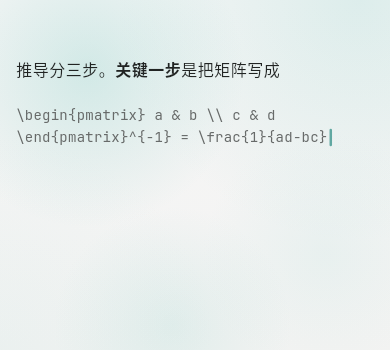 推导分三步。关键一步是把矩阵写成
\begin{pmatrix} a & b \\ c & d
\end{pmatrix}^{-1} = \frac{1}{ad-bc}